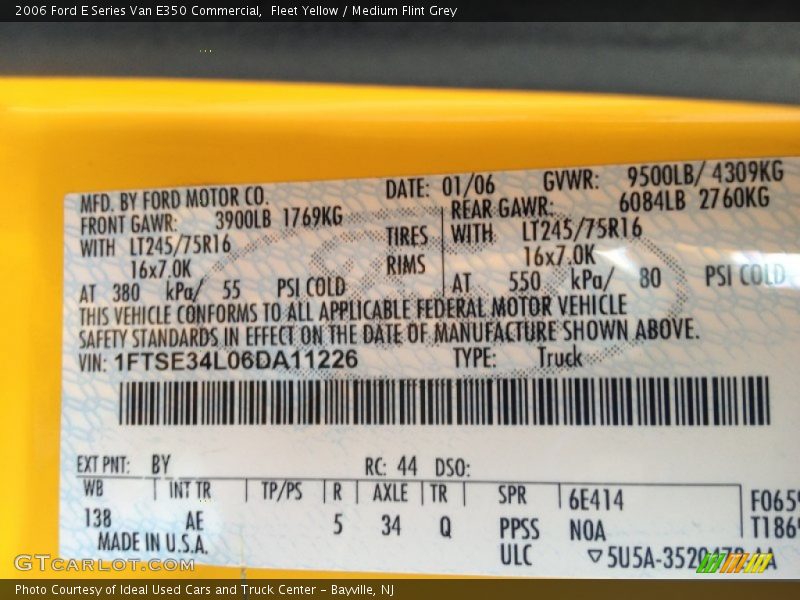 2006 Ford E Series Van E350 Commercial, Fleet Yellow / Medium Flint Grey
MFD. BY FORD MOTOR CO. DATE: 01/06 GVWR: 9500LB/ 4309KG
FRONT GAWR: 3900LB 1769KG REAR GAWR: 6084LB 2760KG
WITH LT245/75R16 TIRES WITH LT245/75R16
16x7.0K RIMS 16x7.0K
AT 380 kPa/ 55 PSI COLD AT 550 kPa/ 80 PSI COLD
THIS VEHICLE CONFORMS TO ALL APPLICABLE FEDERAL MOTOR VEHICLE
SAFETY STANDARDS IN EFFECT ON THE DATE OF MANUFACTURE SHOWN ABOVE.
VIN: 1FTSE34L06DA11226 TYPE: Truck
EXT PNT: BY RC: 44 DSO:
WB INT TR TP/PS R AXLE TR SPR 6E414
138 AE 5 34 Q PPSS N0A
MADE IN U.S.A. ULC
GTCARLOT.COM
Photo Courtesy of Ideal Used Cars and Truck Center - Bayville, NJ